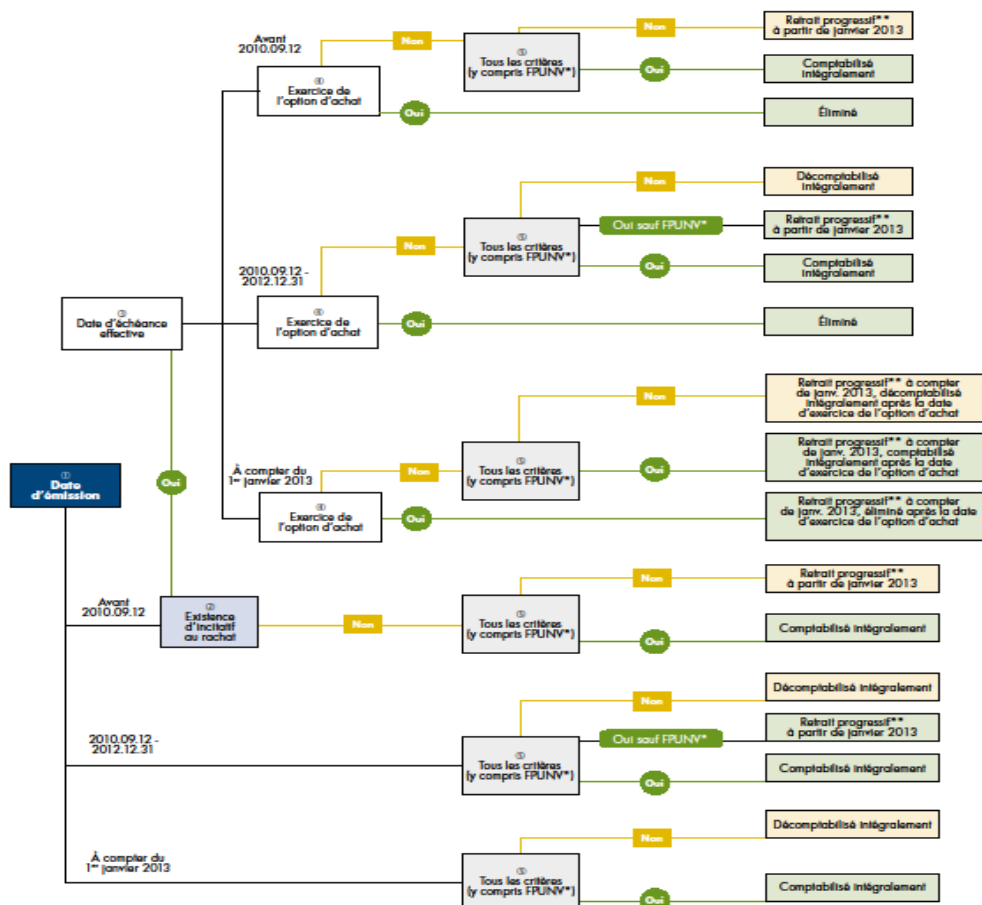 Avant
2010.09.12
④
Exercice de
l'option d'achat
Non
⑤
Tous les critères
(y compris FPUNV*)
Non
Retrait progressif**
à partir de janvier 2013
Oui
Comptabilisé
intégralement
Oui
Éliminé
2010.09.12 -
2012.12.31
④
Exercice de
l'option d'achat
Non
⑤
Tous les critères
(y compris FPUNV*)
Non
Décomptabilisé
intégralement
Oui sauf FPUNV*
Retrait progressif**
à partir de janvier 2013
Oui
Comptabilisé
intégralement
Oui
Éliminé
③
Date d'échéance
effective
À compter du
1er janvier 2013
④
Exercice de
l'option d'achat
Non
⑤
Tous les critères
(y compris FPUNV*)
Non
Retrait progressif** à compter
de janv. 2013, décomptabilisé
intégralement après la date
d'exercice de l'option d'achat
Oui
Retrait progressif** à compter
de janv. 2013, comptabilisé
intégralement après la date
d'exercice de l'option d'achat
Oui
Retrait progressif** à compter
de janv. 2013, éliminé après la date
d'exercice de l'option d'achat
①
Date
d'émission
Oui
Avant
2010.09.12
②
Existence
d'incitatif
au rachat
Non
⑤
Tous les critères
(y compris FPUNV*)
Non
Retrait progressif**
à partir de janvier 2013
Oui
Comptabilisé intégralement
2010.09.12 -
2012.12.31
⑤
Tous les critères
(y compris FPUNV*)
Non
Décomptabilisé intégralement
Oui sauf FPUNV*
Retrait progressif**
à partir de janvier 2013
Oui
Comptabilisé intégralement
À compter du
1er janvier 2013
⑤
Tous les critères
(y compris FPUNV*)
Non
Décomptabilisé intégralement
Oui
Comptabilisé intégralement